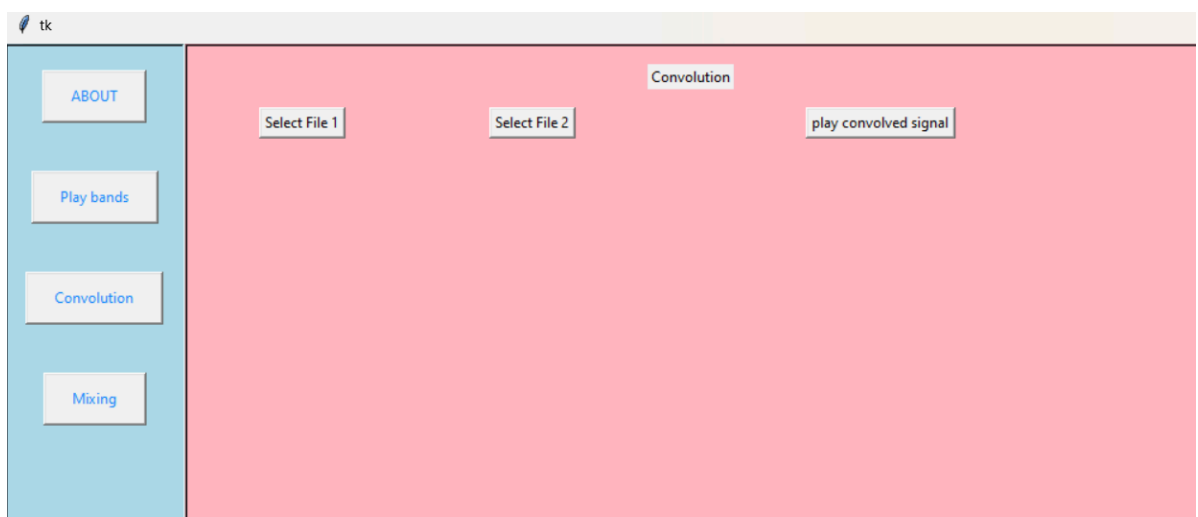 tk
ABOUT
Play bands
Convolution
Mixing
Convolution
Select File 1
Select File 2
play convolved signal